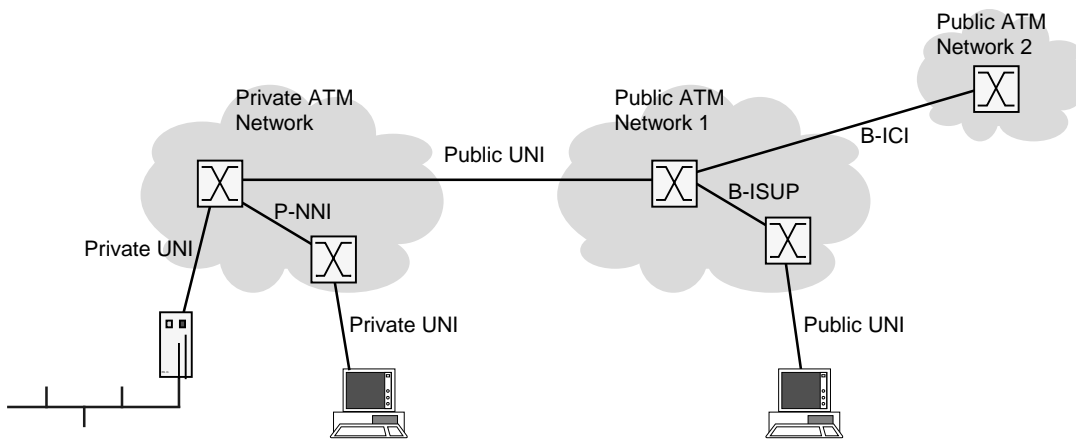 Public ATM
Network 2
Private ATM
Network
Public ATM
Network 1
B-ICI
Public UNI
B-ISUP
P-NNI
Private UNI
Private UNI
Public UNI